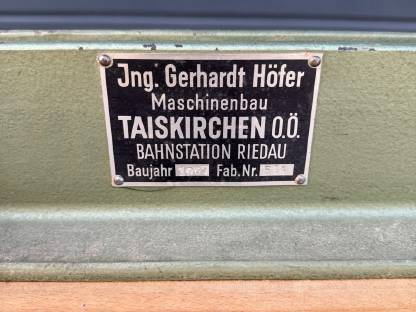 Jng. Gerhardt Höfer
Maschinenbau
TAISKIRCHEN O.Ö.
BAHNSTATION RIEDAU
Baujahr Fab.Nr.